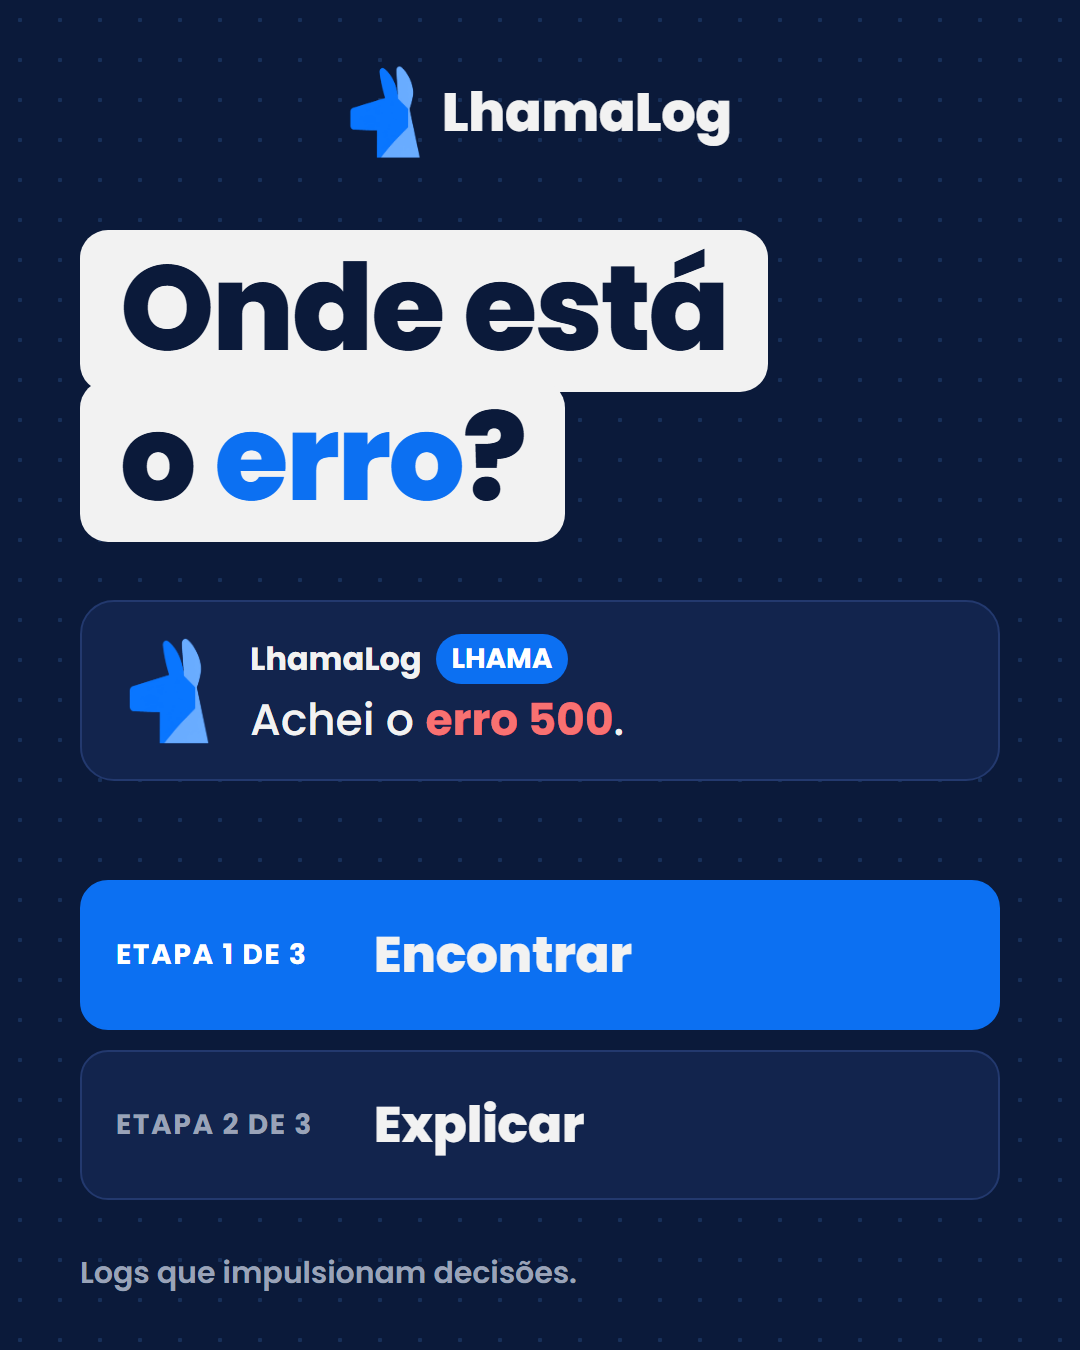 LhamaLog
Onde está
o erro?
LhamaLog LHAMA
Achei o erro 500.
ETAPA 1 DE 3 Encontrar
ETAPA 2 DE 3 Explicar
Logs que impulsionam decisões.